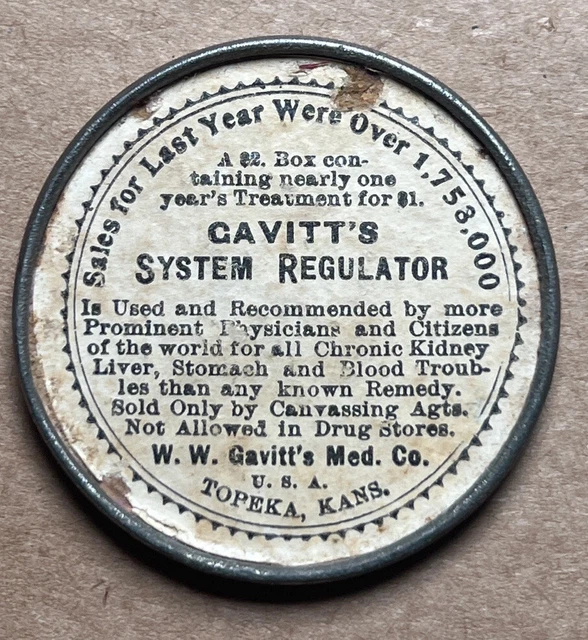 Sales for Last Year Were Over 1,753,000
A $2. Box con-
taining nearly one
year's Treatment for $1.
GAVITT'S
SYSTEM REGULATOR
Is Used and Recommended by more
Prominent Physicians and Citizens
of the world for all Chronic Kidney
Liver, Stomach and Blood Troub-
les than any known Remedy.
Sold Only by Canvassing Agts.
Not Allowed in Drug Stores.
W. W. Gavitt's Med. Co.
U. S. A.
TOPEKA, KANS.